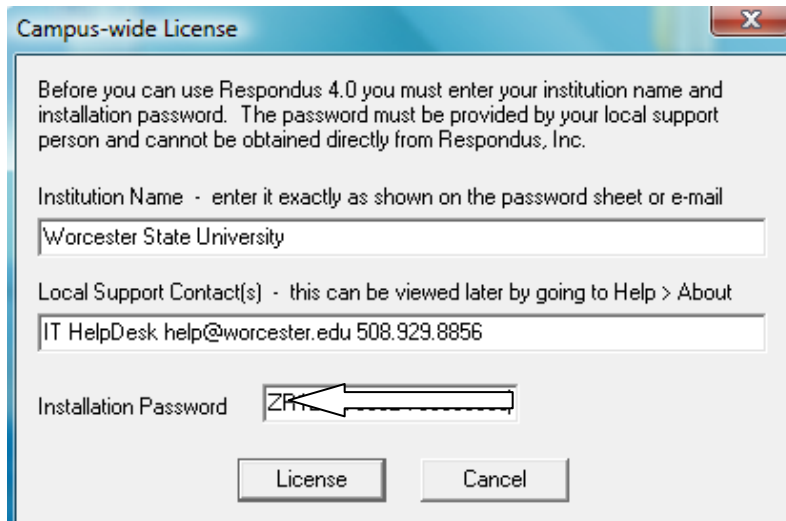 Campus-wide License
Before you can use Respondus 4.0 you must enter your institution name and
installation password. The password must be provided by your local support
person and cannot be obtained directly from Respondus, Inc.
Institution Name - enter it exactly as shown on the password sheet or e-mail
Worcester State University
Local Support Contact(s) - this can be viewed later by going to Help > About
IT HelpDesk help@worcester.edu 508.929.8856
Installation Password
License Cancel